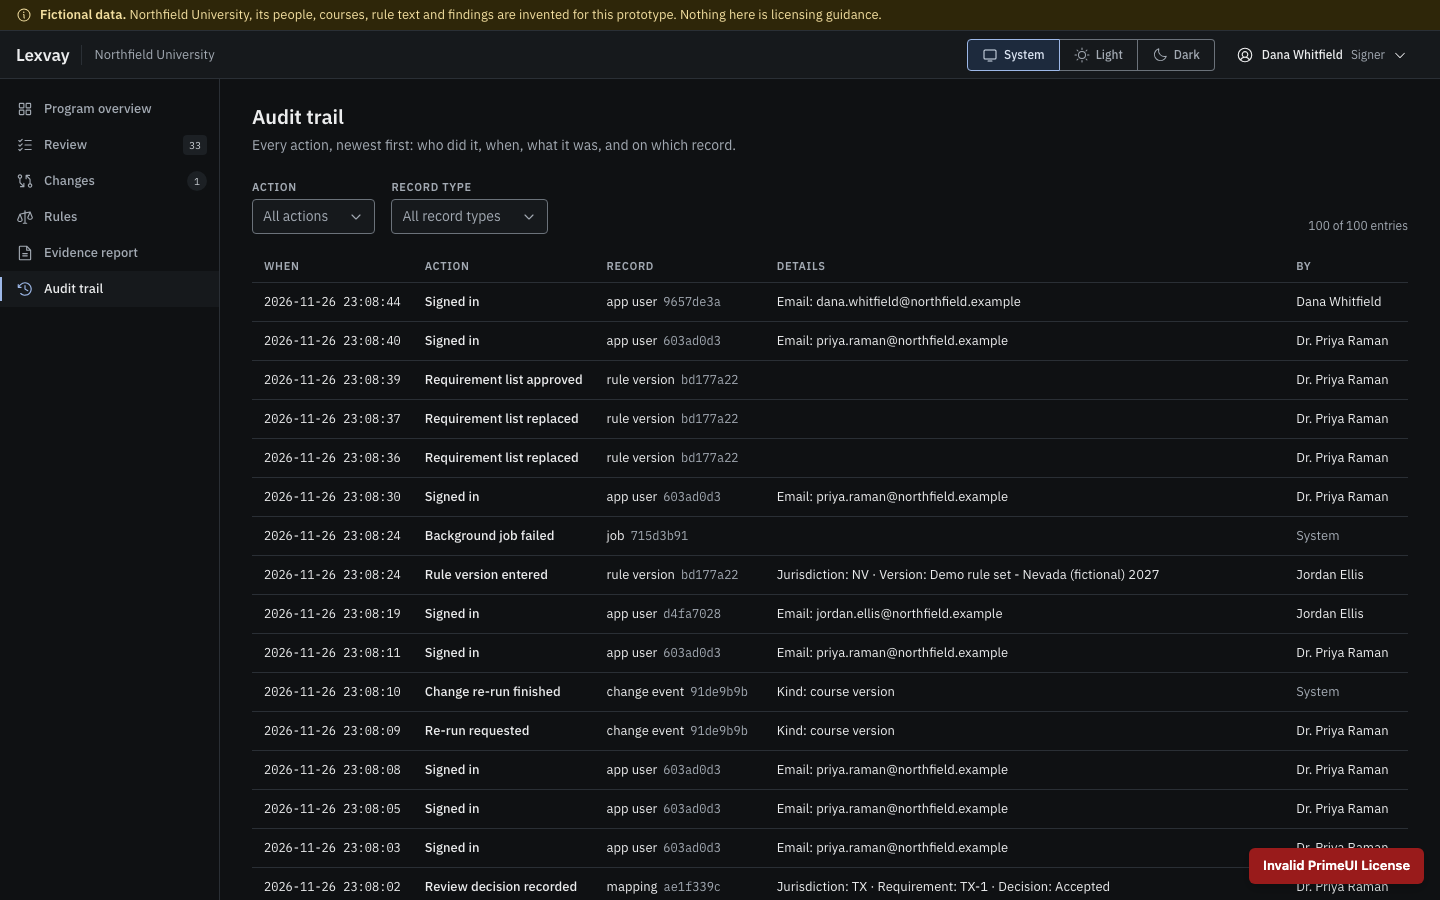 Fictional data. Northfield University, its people, courses, rule text and findings are invented for this prototype. Nothing here is licensing guidance.
Lexvay Northfield University System Light Dark Dana Whitfield Signer
Program overview
Review 33
Changes 1
Rules
Evidence report
Audit trail
Audit trail
Every action, newest first: who did it, when, what it was, and on which record.
ACTION RECORD TYPE
All actions All record types
100 of 100 entries
WHEN ACTION RECORD DETAILS BY
2026-11-26 23:08:44 Signed in app user 9657de3a Email: dana.whitfield@northfield.example Dana Whitfield
2026-11-26 23:08:40 Signed in app user 603ad0d3 Email: priya.raman@northfield.example Dr. Priya Raman
2026-11-26 23:08:39 Requirement list approved rule version bd177a22 Dr. Priya Raman
2026-11-26 23:08:37 Requirement list replaced rule version bd177a22 Dr. Priya Raman
2026-11-26 23:08:36 Requirement list replaced rule version bd177a22 Dr. Priya Raman
2026-11-26 23:08:30 Signed in app user 603ad0d3 Email: priya.raman@northfield.example Dr. Priya Raman
2026-11-26 23:08:24 Background job failed job 715d3b91 System
2026-11-26 23:08:24 Rule version entered rule version bd177a22 Jurisdiction: NV · Version: Demo rule set - Nevada (fictional) 2027 Jordan Ellis
2026-11-26 23:08:19 Signed in app user d4fa7028 Email: jordan.ellis@northfield.example Jordan Ellis
2026-11-26 23:08:11 Signed in app user 603ad0d3 Email: priya.raman@northfield.example Dr. Priya Raman
2026-11-26 23:08:10 Change re-run finished change event 91de9b9b Kind: course version System
2026-11-26 23:08:09 Re-run requested change event 91de9b9b Kind: course version Dr. Priya Raman
2026-11-26 23:08:08 Signed in app user 603ad0d3 Email: priya.raman@northfield.example Dr. Priya Raman
2026-11-26 23:08:05 Signed in app user 603ad0d3 Email: priya.raman@northfield.example Dr. Priya Raman
2026-11-26 23:08:03 Signed in app user 603ad0d3 Email: priya.raman@northfield.example Dr. Priya Raman
Invalid PrimeUI License
2026-11-26 23:08:02 Review decision recorded mapping ae1f339c Jurisdiction: TX · Requirement: TX-1 · Decision: Accepted Dr. Priya Raman